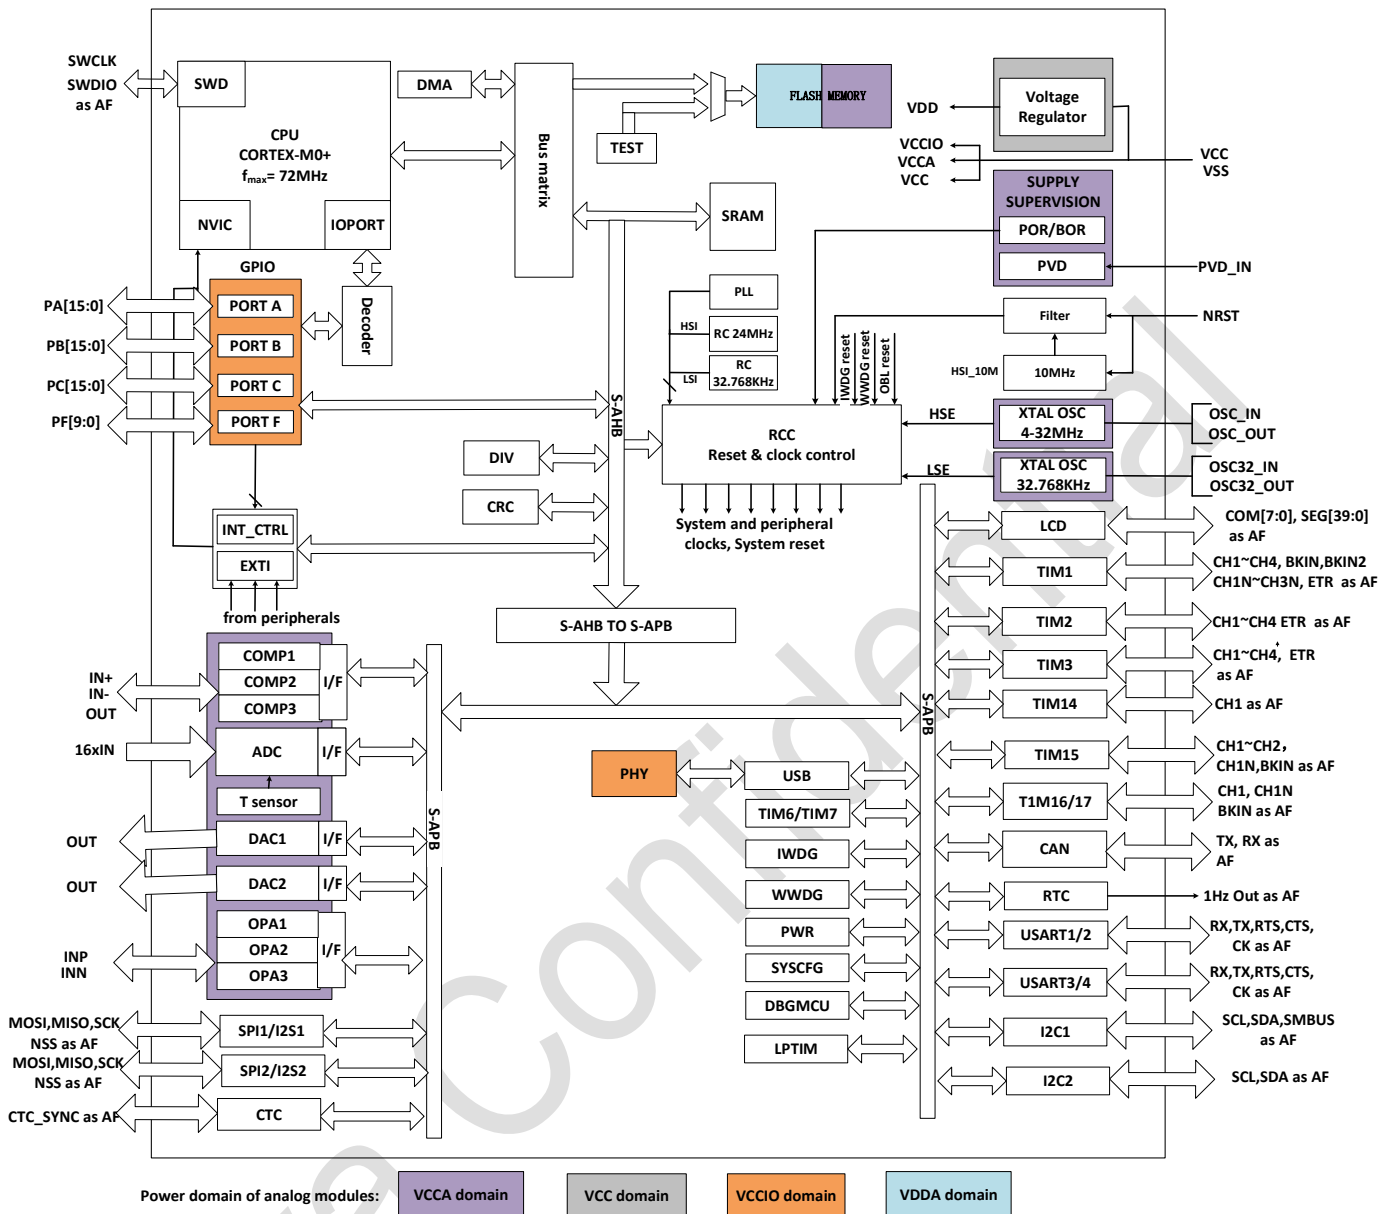 SWCLK
SWDIO
as AF
SWD
CPU
CORTEX-M0+
fmax= 72MHz
NVIC
IOPORT
DMA
Bus matrix
TEST
FLASH MEMORY
SRAM
VDD
Voltage
Regulator
VCCIO
VCCA
VCC
VCC
VSS
SUPPLY
SUPERVISION
POR/BOR
PVD
PVD_IN
GPIO
PA[15:0]
PORT A
PB[15:0]
PORT B
PC[15:0]
PORT C
PF[9:0]
PORT F
Decoder
PLL
HSI
RC 24MHz
LSI
RC
32.768KHz
IWDG reset
WWDG reset
OBL reset
Filter
NRST
HSI_10M
10MHz
S-AHB
RCC
Reset & clock control
HSE
XTAL OSC
4-32MHz
OSC_IN
OSC_OUT
LSE
XTAL OSC
32.768KHz
OSC32_IN
OSC32_OUT
DIV
CRC
System and peripheral
clocks, System reset
INT_CTRL
EXTI
from peripherals
S-AHB TO S-APB
COMP1
COMP2
COMP3
I/F
IN+
IN-
OUT
16xIN
ADC
I/F
T sensor
OUT
DAC1
I/F
OUT
DAC2
I/F
OPA1
OPA2
OPA3
I/F
INP
INN
MOSI,MISO,SCK
NSS as AF
SPI1/I2S1
MOSI,MISO,SCK
NSS as AF
SPI2/I2S2
CTC_SYNC as AF
CTC
S-APB
PHY
USB
TIM6/TIM7
IWDG
WWDG
PWR
SYSCFG
DBGMCU
LPTIM
S-APB
LCD
COM[7:0], SEG[39:0]
as AF
TIM1
CH1~CH4, BKIN,BKIN2
CH1N~CH3N, ETR as AF
TIM2
CH1~CH4 ETR as AF
TIM3
CH1~CH4, ETR
as AF
TIM14
CH1 as AF
TIM15
CH1~CH2,
CH1N,BKIN as AF
T1M16/17
CH1, CH1N
BKIN as AF
CAN
TX, RX as
AF
RTC
1Hz Out as AF
USART1/2
RX,TX,RTS,CTS,
CK as AF
USART3/4
RX,TX,RTS,CTS,
CK as AF
I2C1
SCL,SDA,SMBUS
as AF
I2C2
SCL,SDA as AF
Power domain of analog modules:
VCCA domain
VCC domain
VCCIO domain
VDDA domain
Confidential